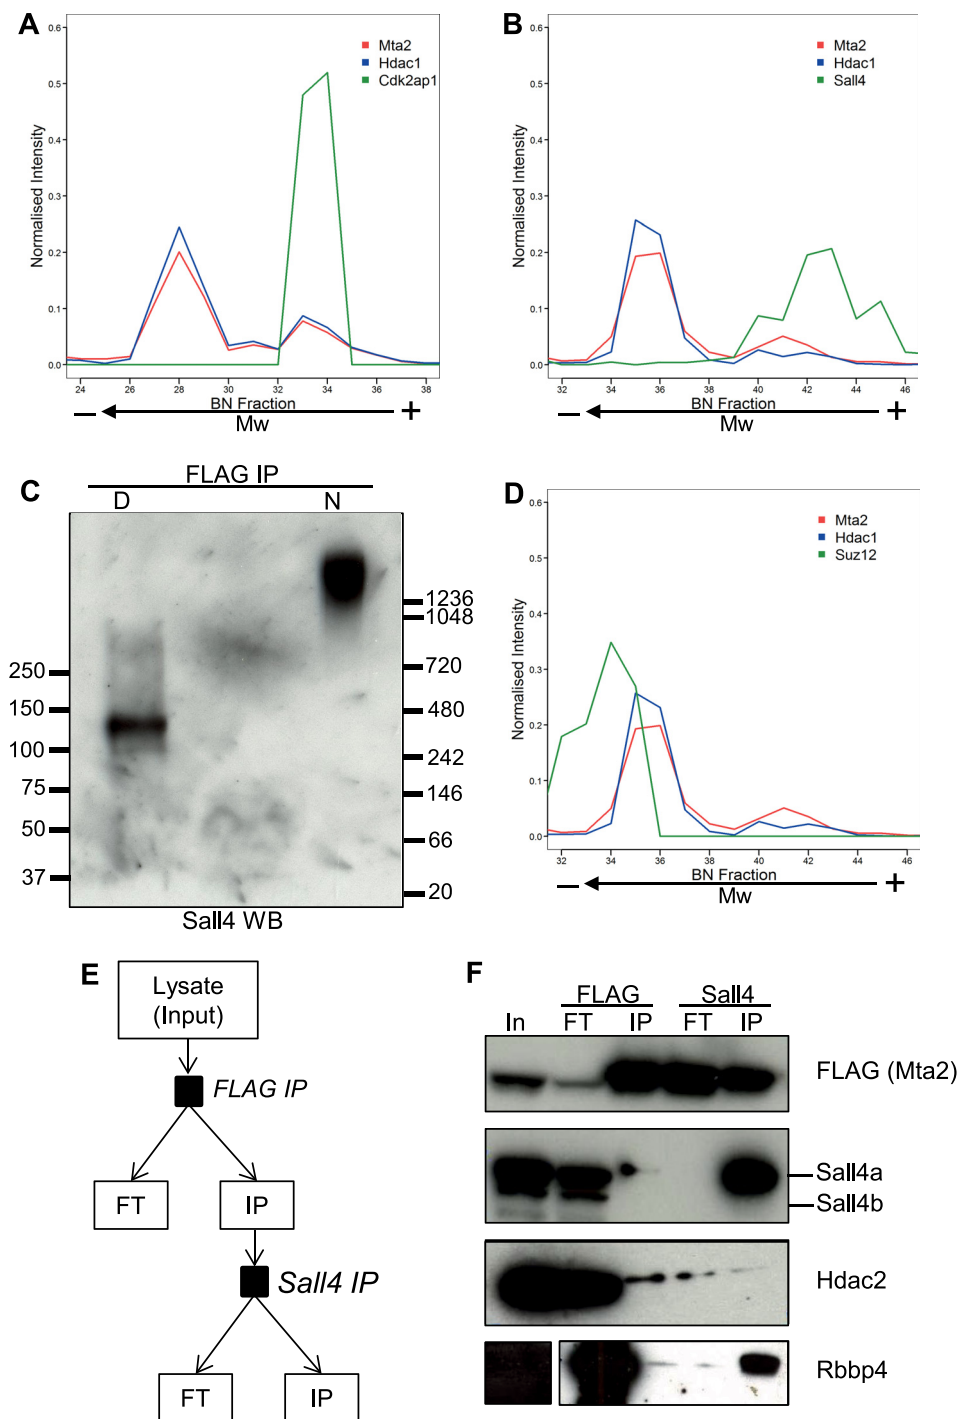 A
Normalised Intensity
0.6
0.5
0.4
0.3
0.2
0.1
0.0
Mta2
Hdac1
Cdk2ap1
24 26 28 30 32 34 36 38
BN Fraction
− +
Mw
B
Normalised Intensity
0.6
0.5
0.4
0.3
0.2
0.1
0.0
Mta2
Hdac1
Sall4
32 34 36 38 40 42 44 46
BN Fraction
− +
Mw
C
FLAG IP
D N
250
150
100
75
50
37
1236
1048
720
480
242
146
66
20
Sall4 WB
D
Normalised Intensity
0.6
0.5
0.4
0.3
0.2
0.1
0.0
Mta2
Hdac1
Suz12
32 34 36 38 40 42 44 46
BN Fraction
− +
Mw
E
Lysate
(Input)
FLAG IP
FT IP
Sall4 IP
FT IP
F
FLAG Sall4
In FT IP FT IP
FLAG (Mta2)
Sall4a
Sall4b
Hdac2
Rbbp4